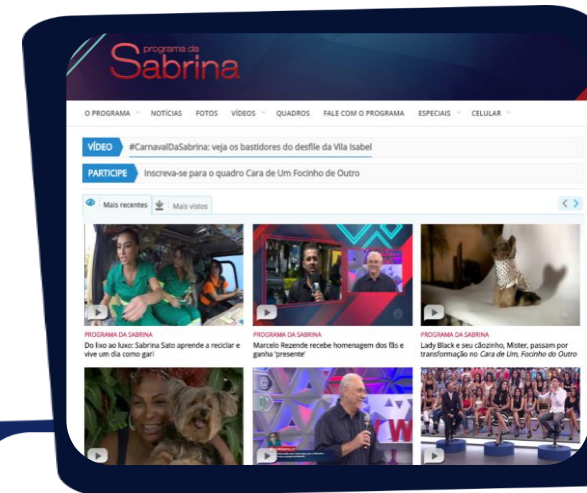 programa da
Sabrina
O PROGRAMA
NOTÍCIAS
FOTOS
VÍDEOS
QUADROS
FALE COM O PROGRAMA
ESPECIAIS
CELULAR
VÍDEO
#CarnavalDaSabrina: veja os bastidores do desfile da Vila Isabel
PARTICIPE
Inscreva-se para o quadro Cara de Um Focinho de Outro
Mais recentes
Mais vistos
PROGRAMA DA SABRINA
Do lixo ao luxo: Sabrina Sato aprende a reciclar e
vive um dia como gari
PROGRAMA DA SABRINA
Marcelo Rezende recebe homenagem dos fãs e
ganha 'presente'
PROGRAMA DA SABRINA
Lady Black e seu cãozinho, Mister, passam por
transformação no Cara de Um, Focinho do Outro